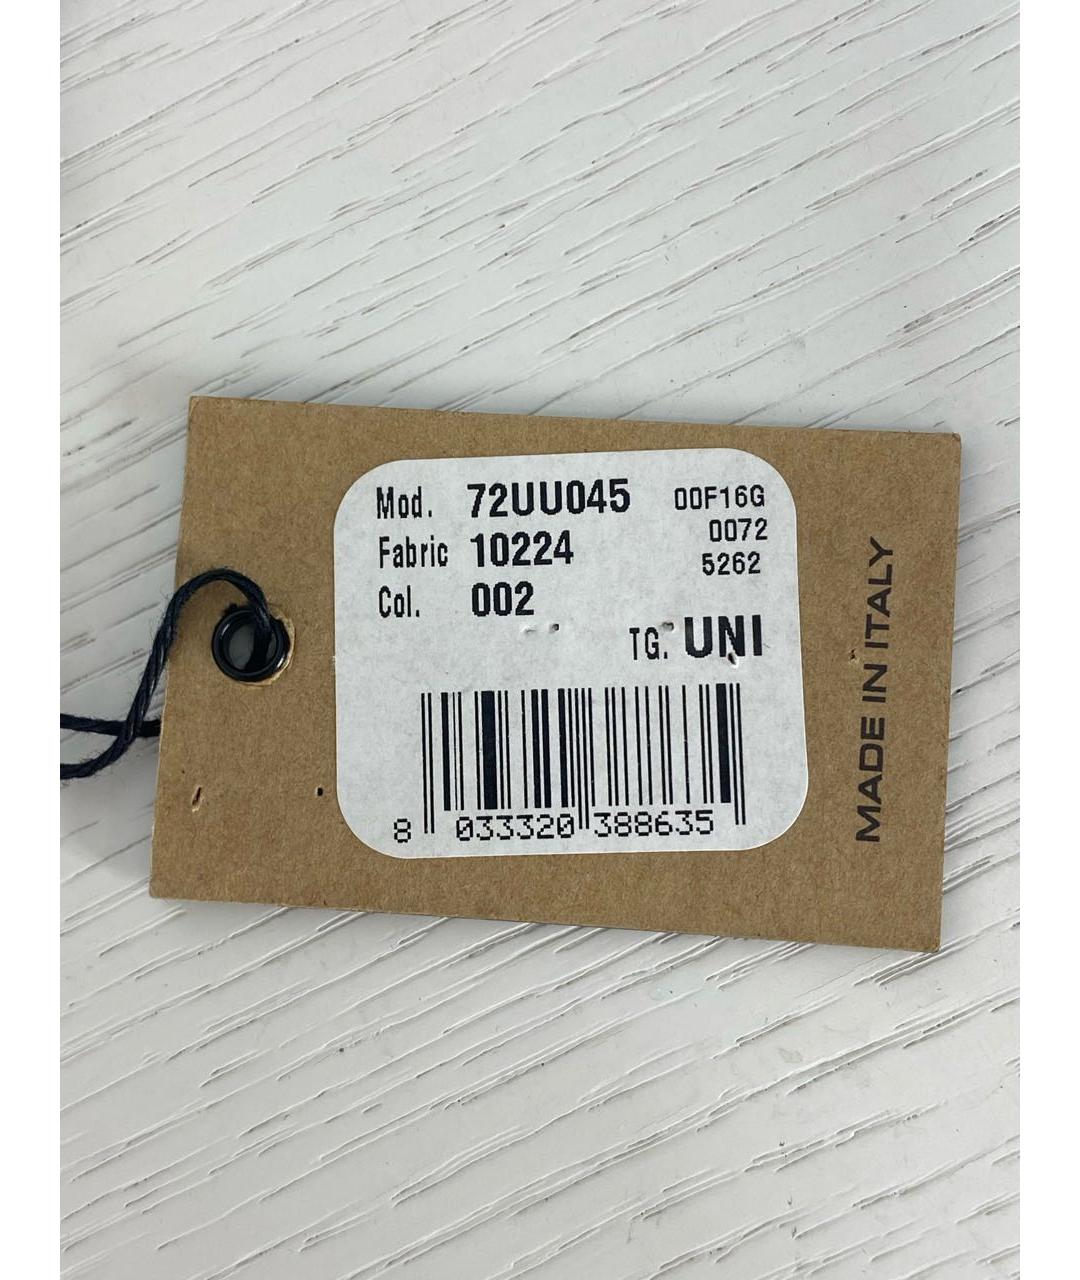 Mod. 72UU045 00F16G
Fabric 10224 0072
Col. 002 5262
TG. UNI
8 033320 388635
MADE IN ITALY